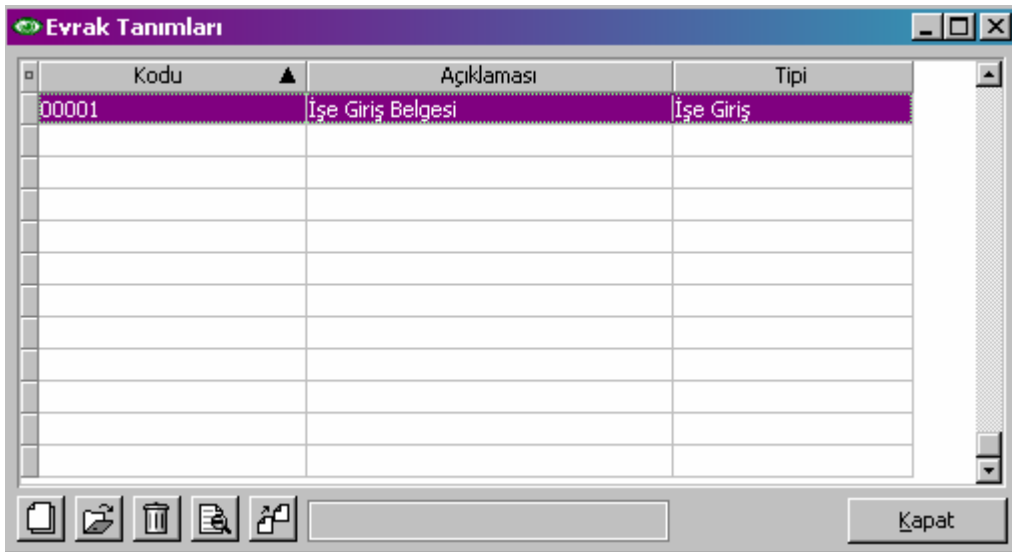 Evrak Tanımları
Kodu Açıklaması Tipi
00001 İşe Giriş Belgesi İşe Giriş
Kapat